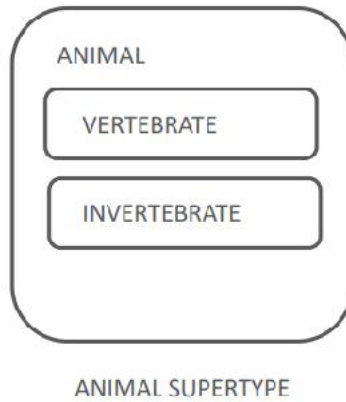 ANIMAL
VERTEBRATE
INVERTEBRATE
ANIMAL SUPERTYPE